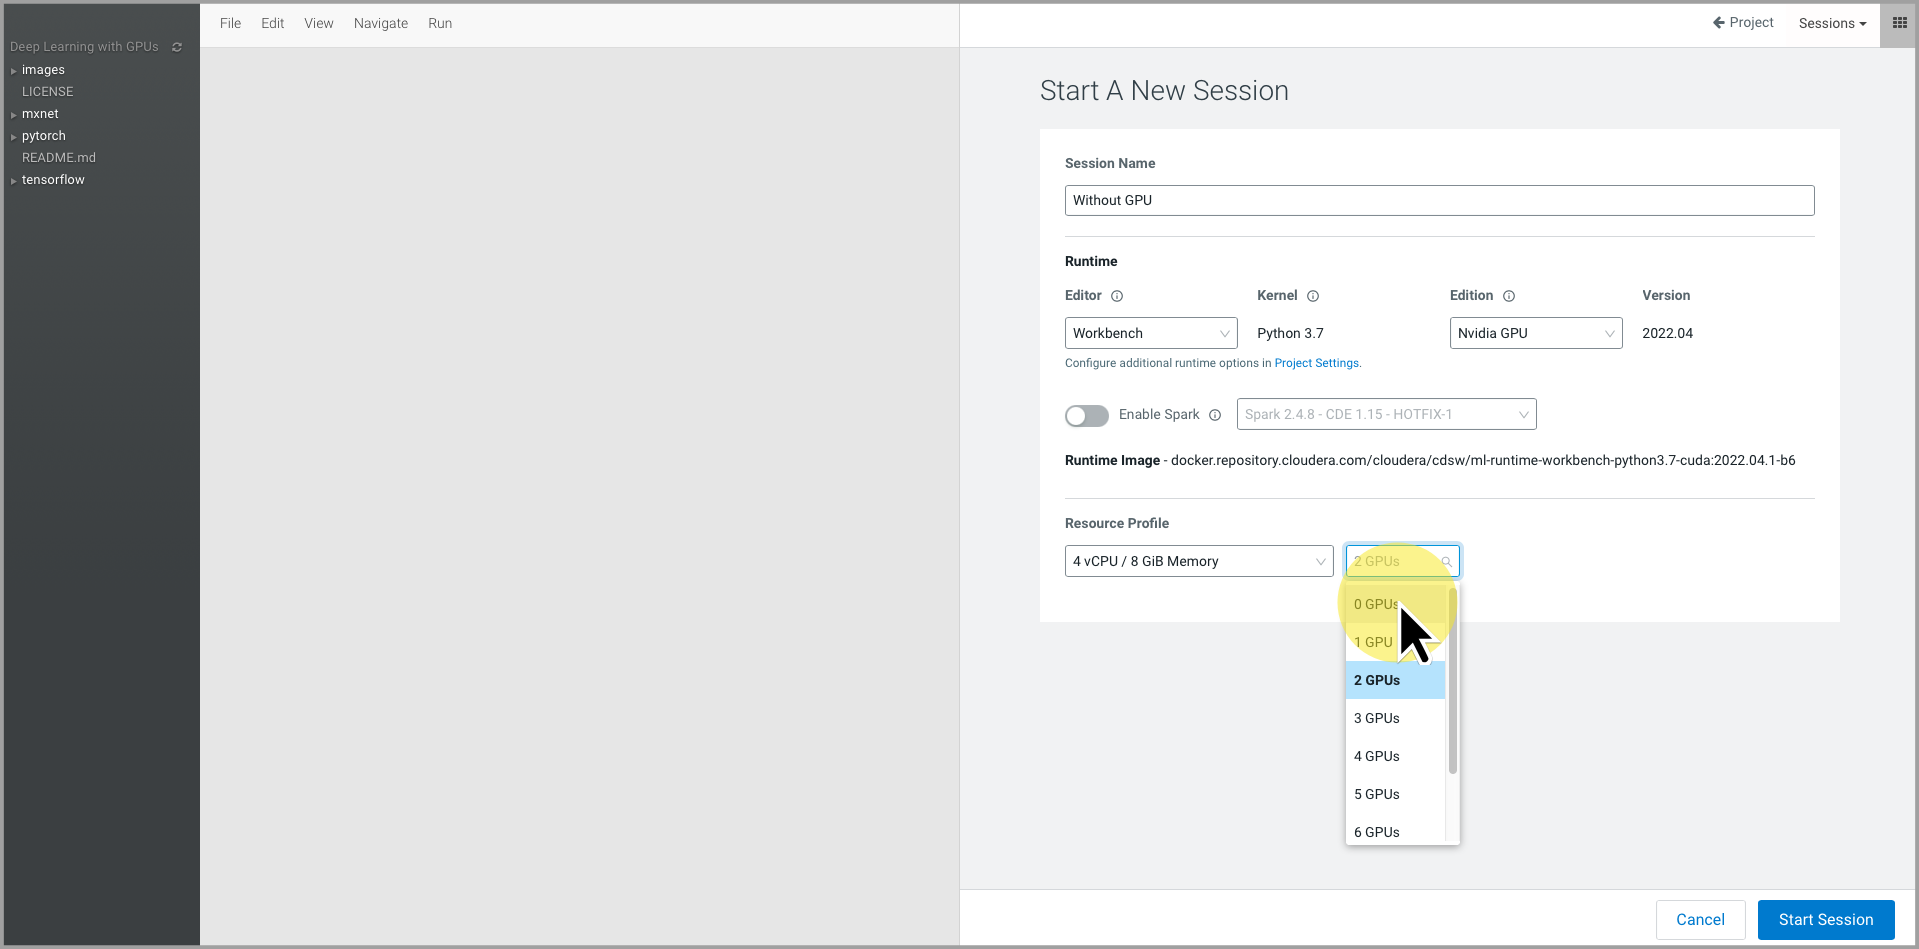 File Edit View Navigate Run
Project Sessions
Deep Learning with GPUs
images
LICENSE
mxnet
pytorch
README.md
tensorflow
Start A New Session
Session Name
Without GPU
Runtime
Editor Kernel Edition Version
Workbench Python 3.7 Nvidia GPU 2022.04
Configure additional runtime options in Project Settings.
Enable Spark Spark 2.4.8 - CDE 1.15 - HOTFIX-1
Runtime Image - docker.repository.cloudera.com/cloudera/cdsw/ml-runtime-workbench-python3.7-cuda:2022.04.1-b6
Resource Profile
4 vCPU / 8 GiB Memory 2 GPUs
0 GPUs
1 GPU
2 GPUs
3 GPUs
4 GPUs
5 GPUs
6 GPUs
Cancel Start Session